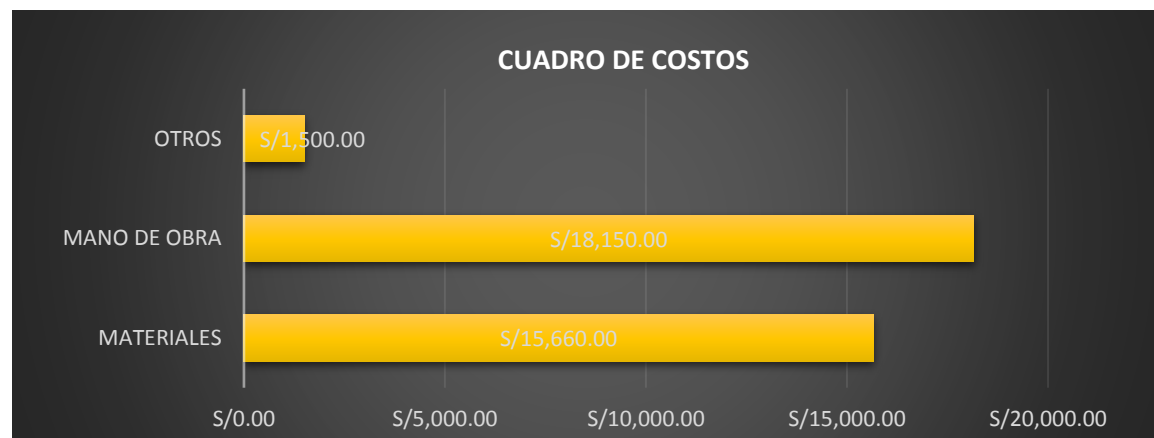 CUADRO DE COSTOS
OTROS
S/1,500.00
MANO DE OBRA
S/18,150.00
MATERIALES
S/15,660.00
S/0.00
S/5,000.00
S/10,000.00
S/15,000.00
S/20,000.00